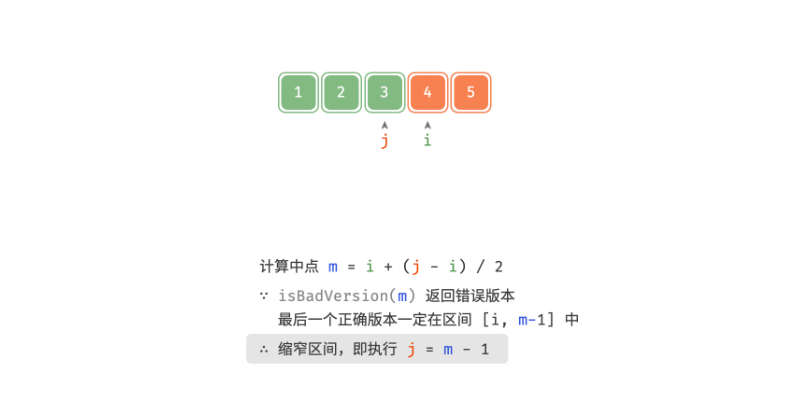 1 2 3 4 5
j i
计算中点 m = i + (j - i) / 2
∵ isBadVersion(m) 返回错误版本
最后一个正确版本一定在区间 [i, m-1] 中
∴ 缩窄区间，即执行 j = m - 1